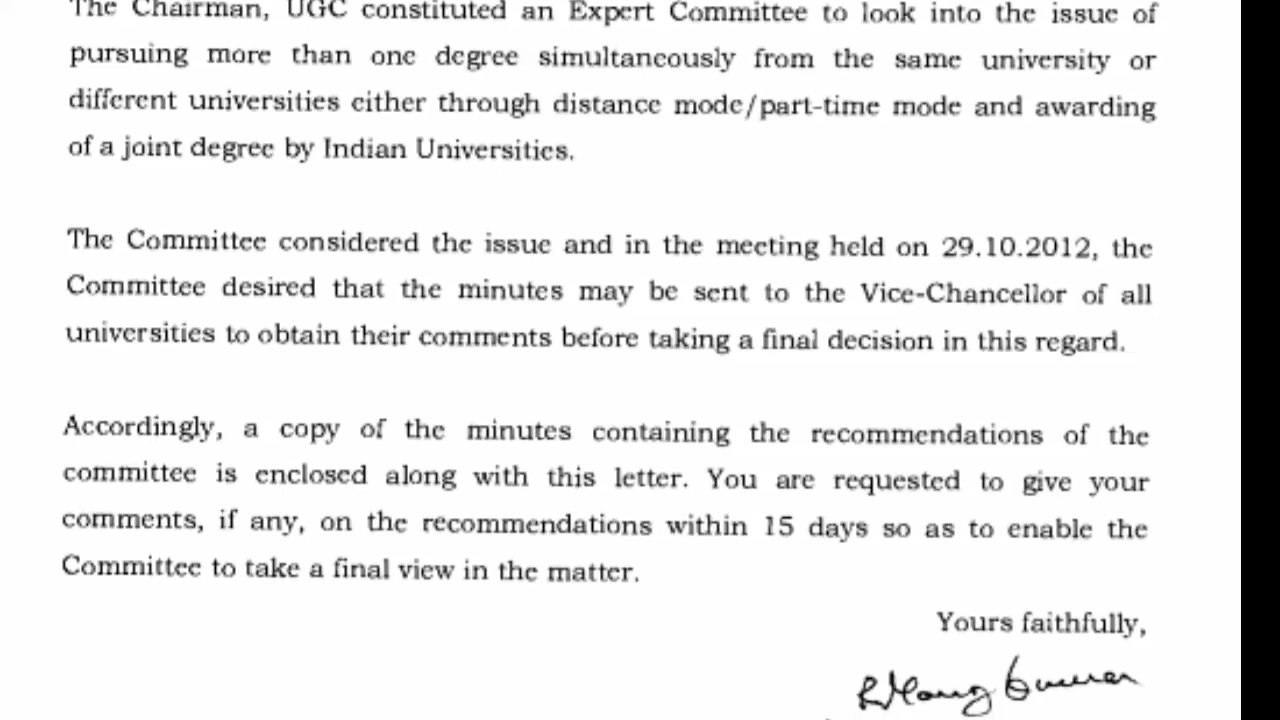 The Chairman, UGC constituted an Expert Committee to look into the issue of
pursuing more than one degree simultaneously from the same university or
different universities either through distance mode/part-time mode and awarding
of a joint degree by Indian Universities.
The Committee considered the issue and in the meeting held on 29.10.2012, the
Committee desired that the minutes may be sent to the Vice-Chancellor of all
universities to obtain their comments before taking a final decision in this regard.
Accordingly, a copy of the minutes containing the recommendations of the
committee is enclosed along with this letter. You are requested to give your
comments, if any, on the recommendations within 15 days so as to enable the
Committee to take a final view in the matter.
Yours faithfully,